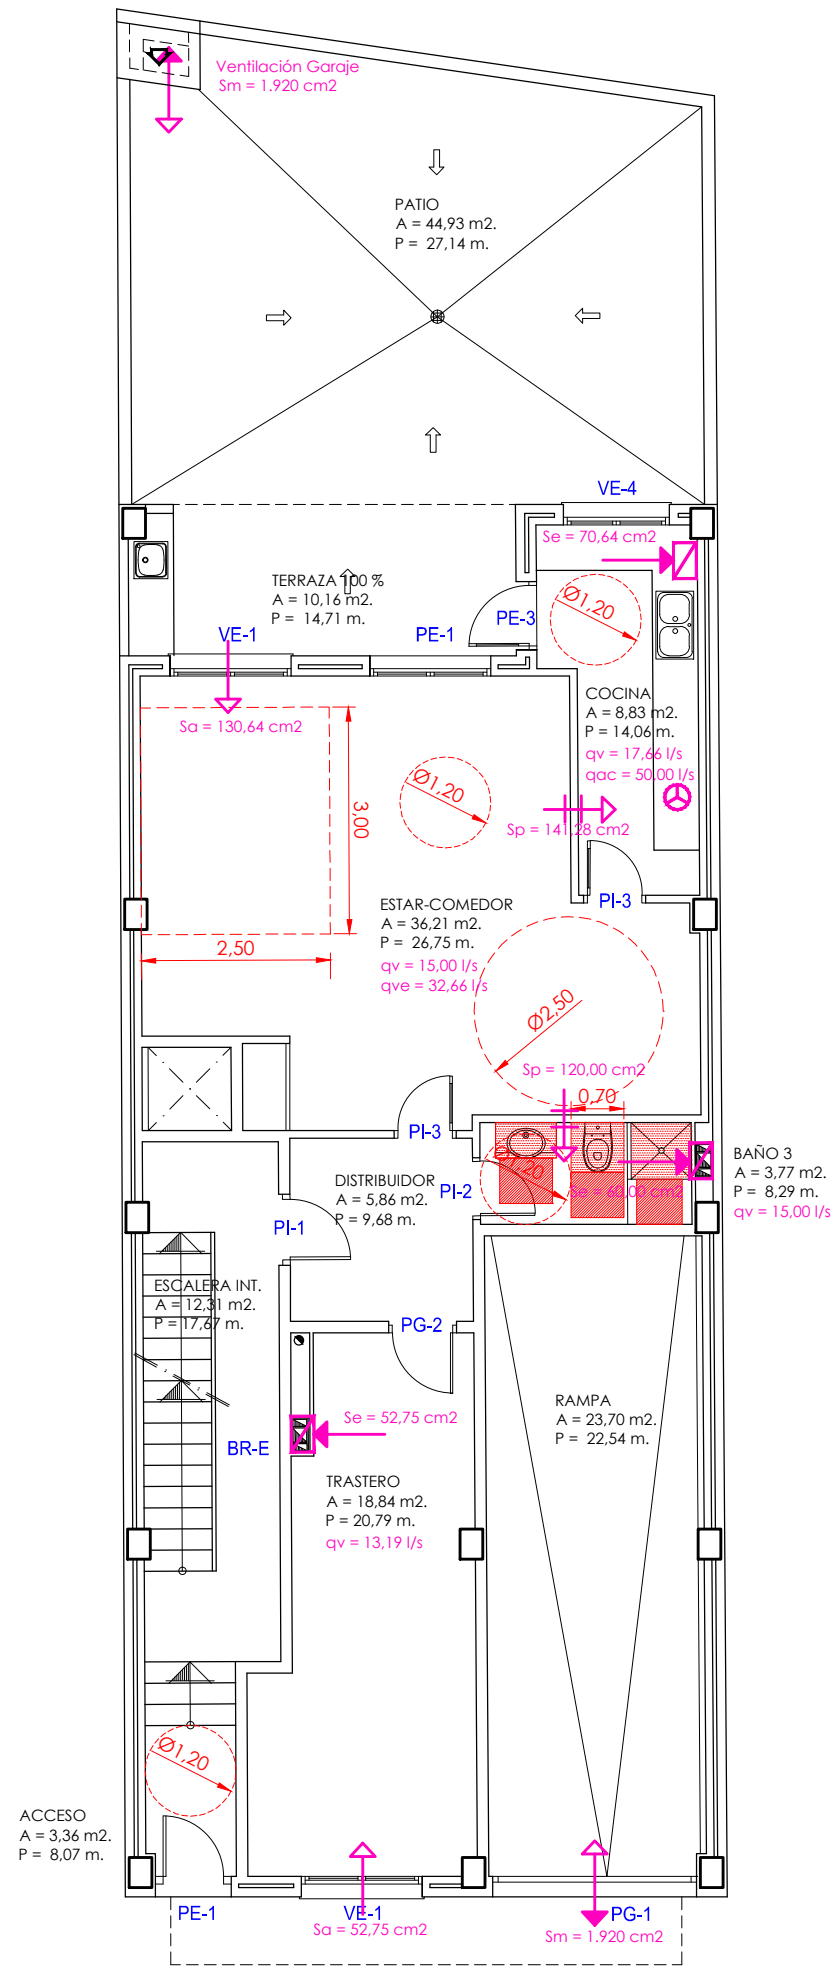 Ventilación Garaje
Sm = 1.920 cm2
PATIO
A = 44,93 m2.
P = 27,14 m.
VE-4
Se = 70,64 cm2
TERRAZA 100 %
A = 10,16 m2.
P = 14,71 m.
Ø1,20
VE-1
PE-1
PE-3
COCINA
A = 8,83 m2.
P = 14,06 m.
qv = 17,66 l/s
qac = 50,00 l/s
Sa = 130,64 cm2
Ø1,20
3,00
Sp = 141,28 cm2
PI-3
ESTAR-COMEDOR
A = 36,21 m2.
P = 26,75 m.
qv = 15,00 l/s
qve = 32,66 l/s
2,50
Ø2,50
Sp = 120,00 cm2
0,70
PI-3
Ø1,20
BAÑO 3
A = 3,77 m2.
P = 8,29 m.
qv = 15,00 l/s
DISTRIBUIDOR
A = 5,86 m2.
P = 9,68 m.
PI-2
Se = 60,00 cm2
PI-1
ESCALERA INT.
A = 12,31 m2.
P = 17,67 m.
PG-2
RAMPA
A = 23,70 m2.
P = 22,54 m.
Se = 52,75 cm2
BR-E
TRASTERO
A = 18,84 m2.
P = 20,79 m.
qv = 13,19 l/s
Ø1,20
ACCESO
A = 3,36 m2.
P = 8,07 m.
PE-1
VE-1
PG-1
Sa = 52,75 cm2
Sm = 1.920 cm2